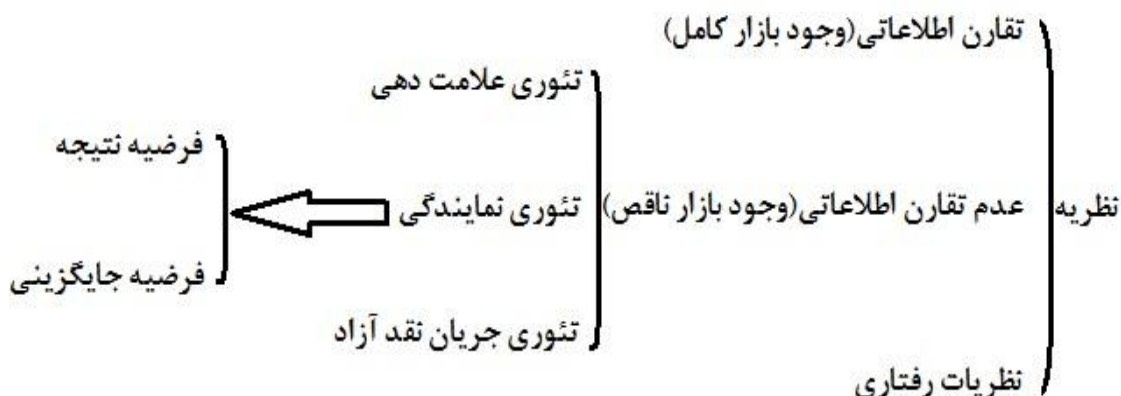 تقارن اطلاعاتی(وجود بازار کامل)
تئوری علامت دهی
فرضیه نتیجه
نظریه
عدم تقارن اطلاعاتی(وجود بازار ناقص)
تئوری نمایندگی
فرضیه جایگزینی
تئوری جریان نقد آزاد
نظریات رفتاری